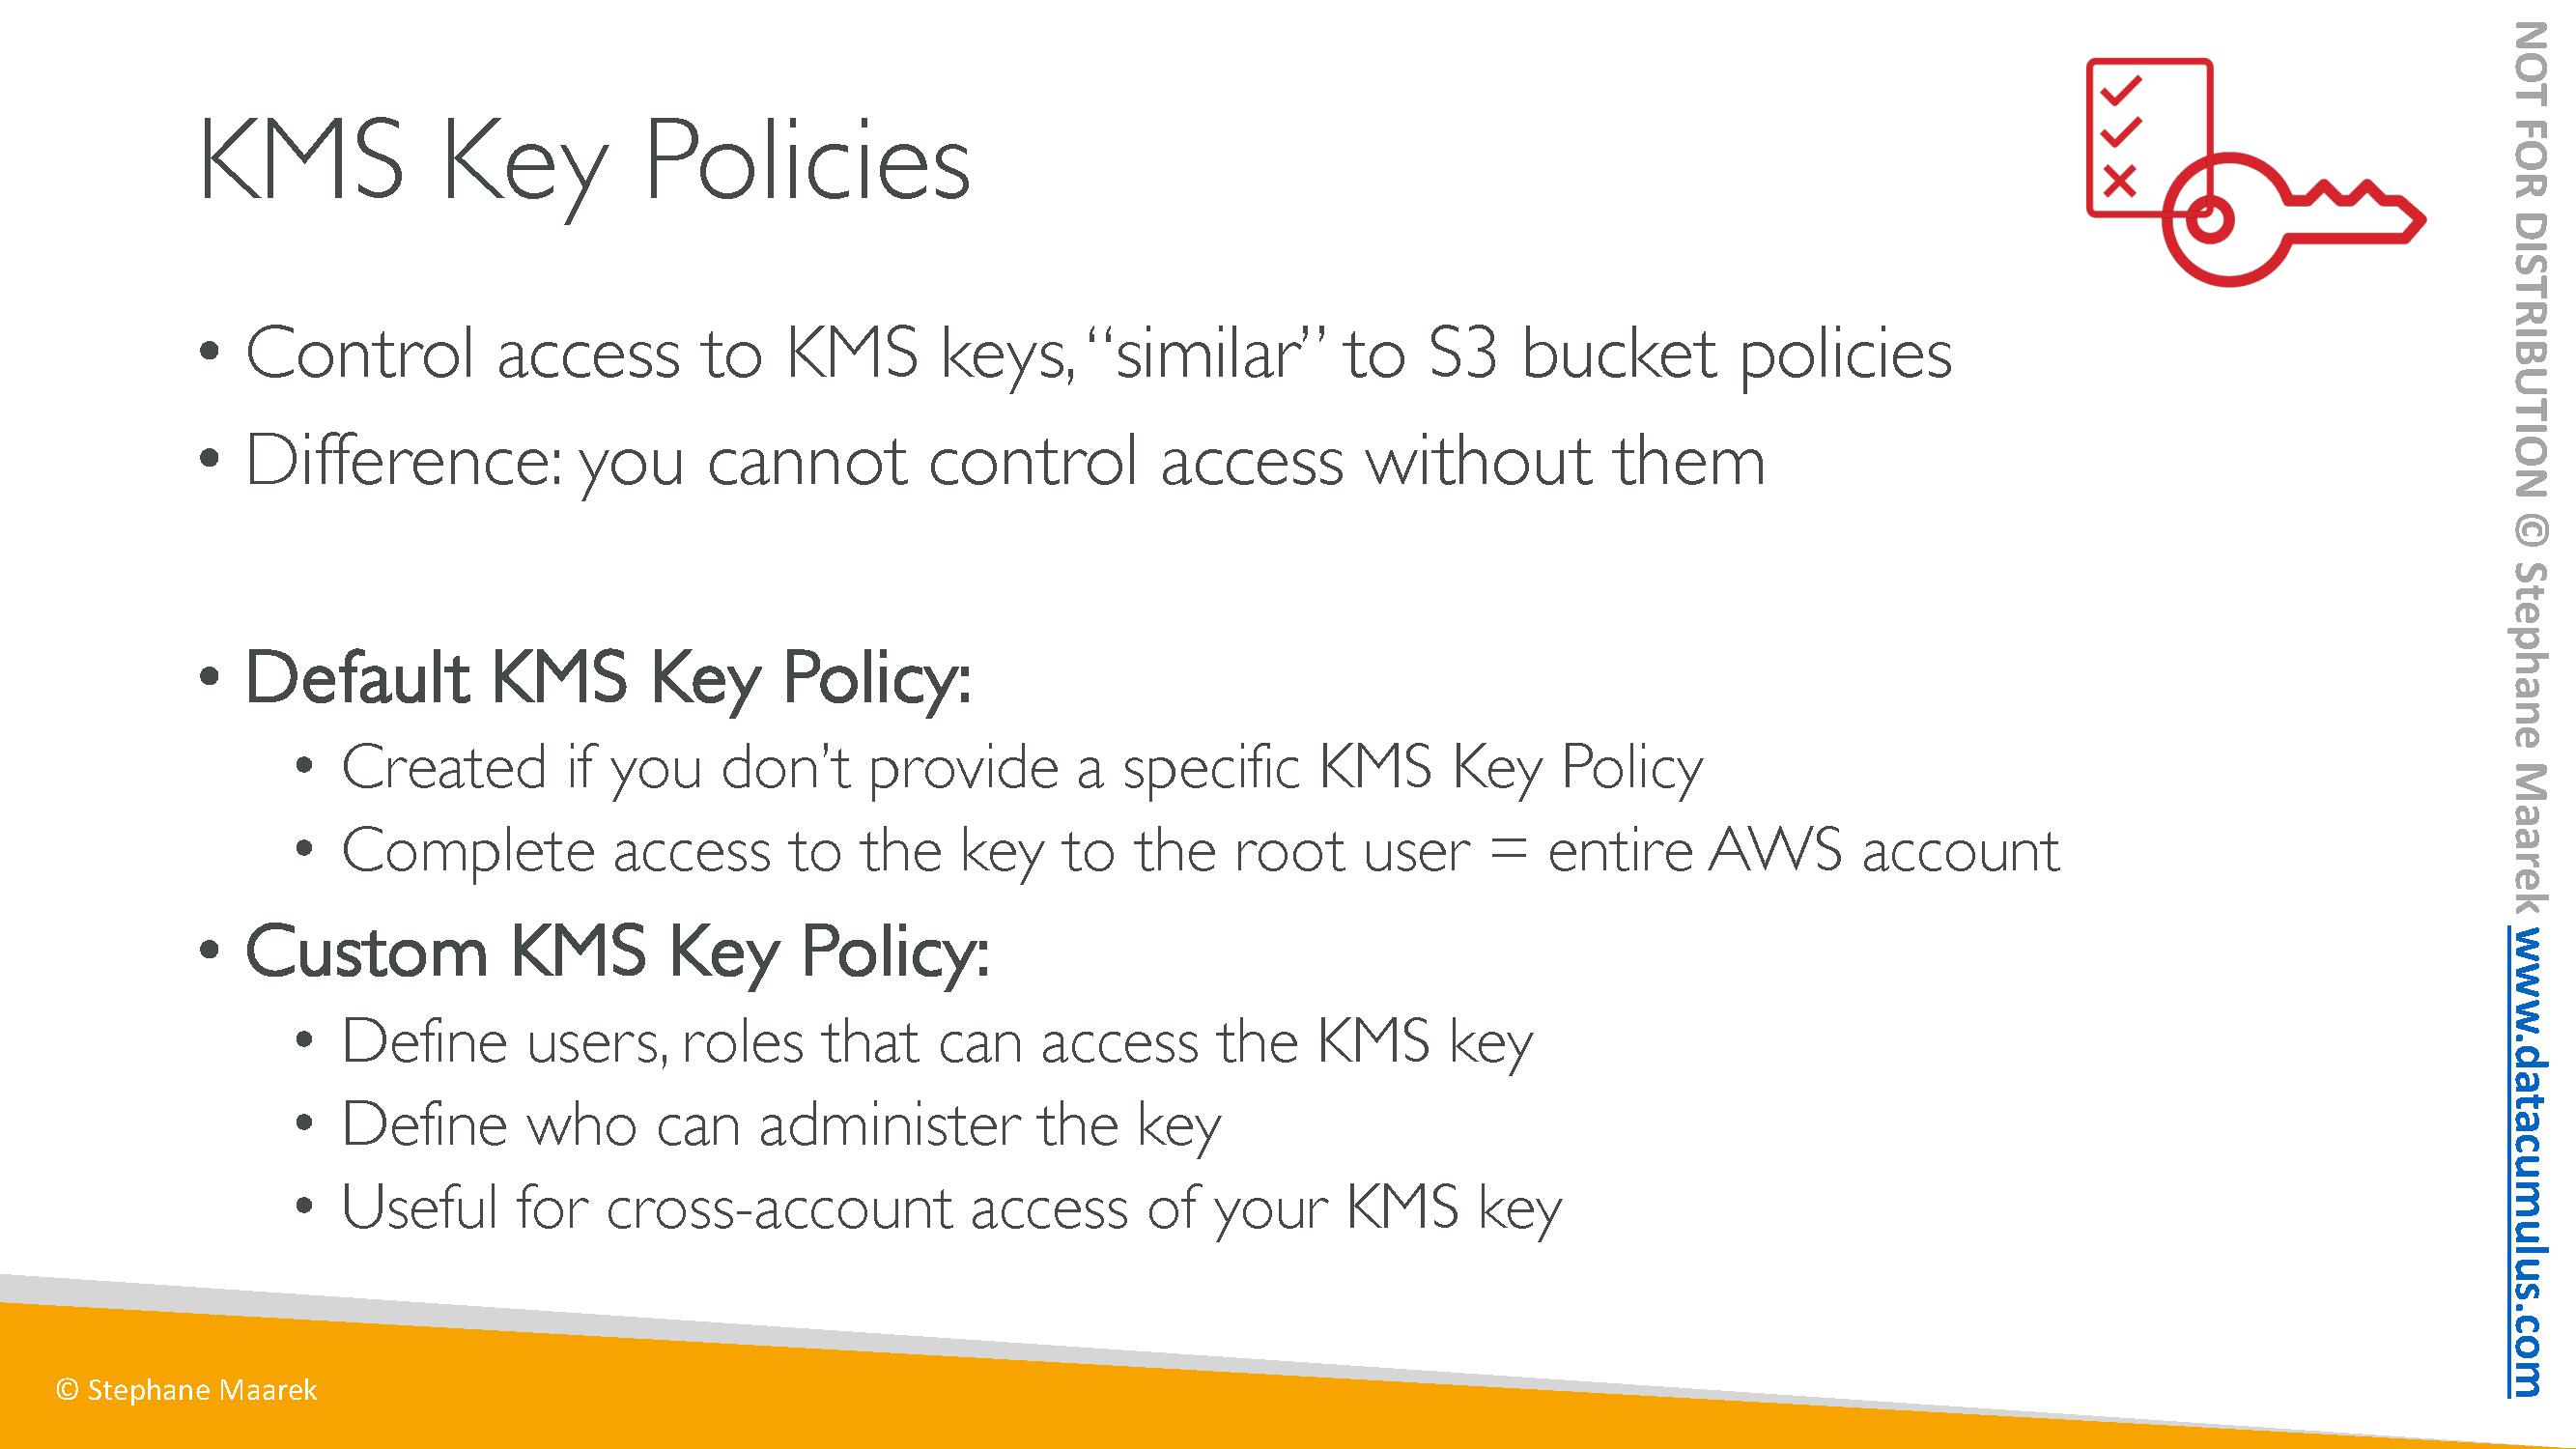 KMS Key Policies
• Control access to KMS keys, “similar” to S3 bucket policies
• Difference: you cannot control access without them
• Default KMS Key Policy:
• Created if you don’t provide a specific KMS Key Policy
• Complete access to the key to the root user = entire AWS account
• Custom KMS Key Policy:
• Define users, roles that can access the KMS key
• Define who can administer the key
• Useful for cross-account access of your KMS key
© Stephane Maarek
NOT FOR DISTRIBUTION © Stephane Maarek www.datacumulus.com